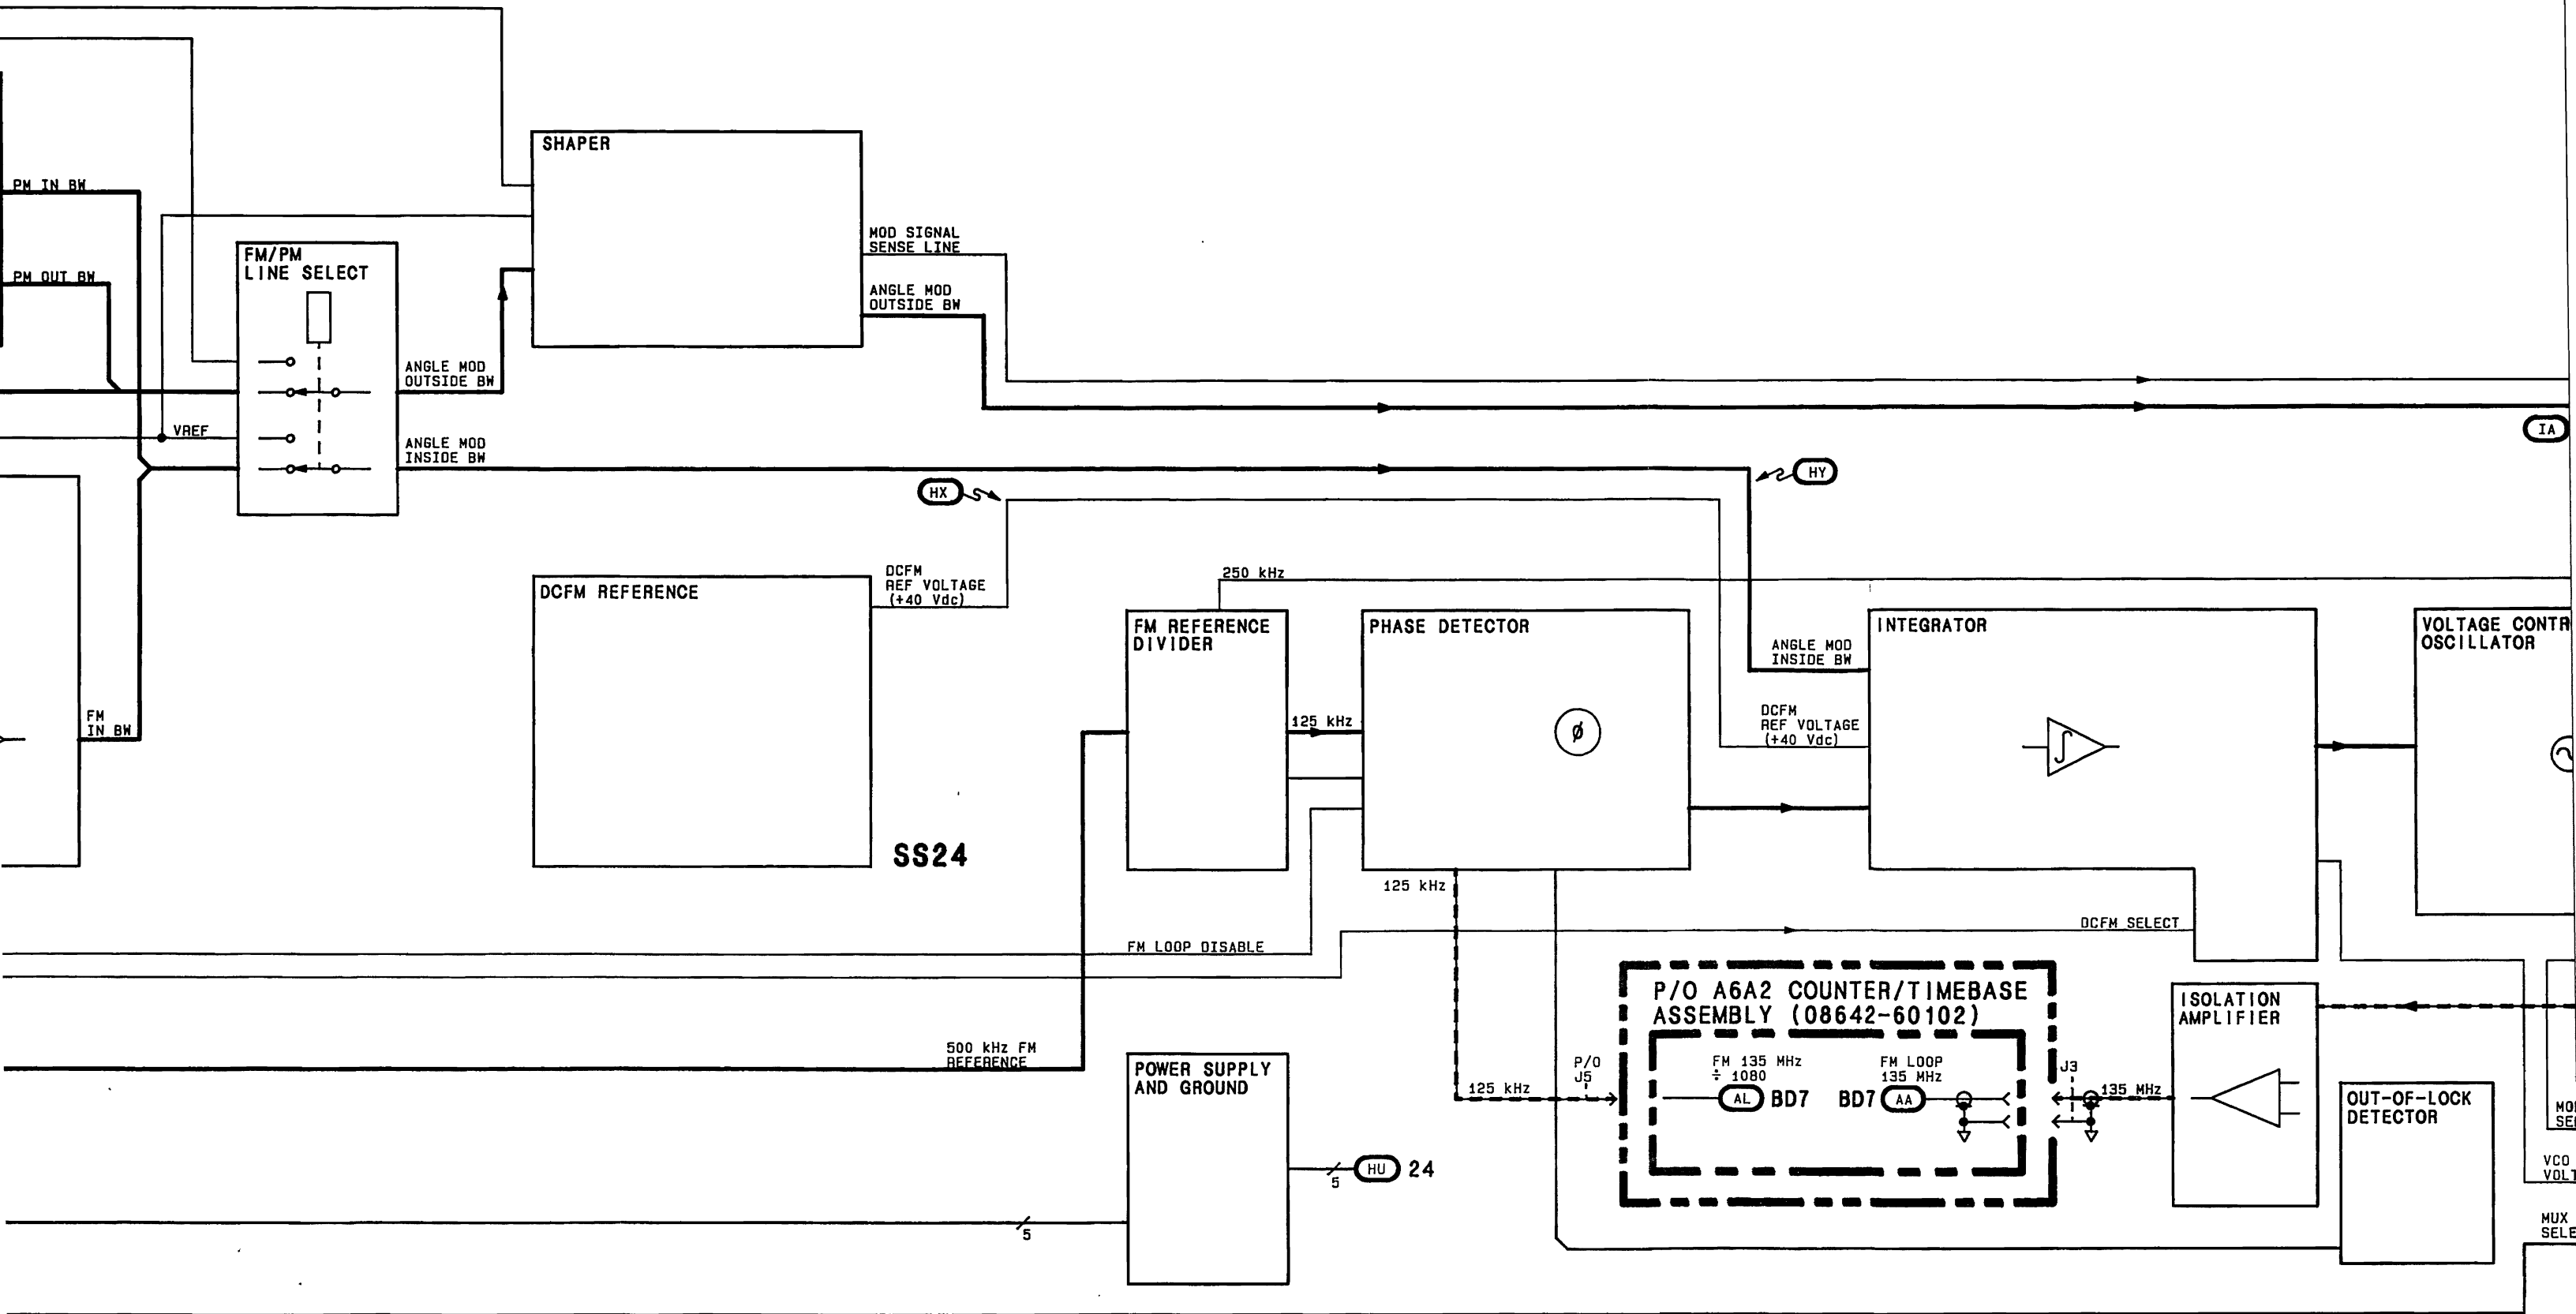 SHAPER
PM IN BW
MOD SIGNAL
SENSE LINE
FM/PM
LINE SELECT
PM OUT BW
ANGLE MOD
OUTSIDE BW
ANGLE MOD
OUTSIDE BW
VREF
IA
ANGLE MOD
INSIDE BW
HX
HY
DCFM
REF VOLTAGE
(+40 Vdc)
250 kHz
DCFM REFERENCE
FM REFERENCE
DIVIDER
PHASE DETECTOR
ANGLE MOD
INSIDE BW
INTEGRATOR
VOLTAGE CONTR
OSCILLATOR
FM
IN BW
125 kHz
ø
DCFM
REF VOLTAGE
(+40 Vdc)
∫
SS24
125 kHz
FM LOOP DISABLE
DCFM SELECT
P/O A6A2 COUNTER/TIMEBASE
ASSEMBLY (08642-60102)
ISOLATION
AMPLIFIER
500 kHz FM
REFERENCE
POWER SUPPLY
AND GROUND
125 kHz
P/O
J5
FM 135 MHz
÷ 1080
AL BD7
FM LOOP
135 MHz
BD7 AA
J3
135 MHz
OUT-OF-LOCK
DETECTOR
5
HU 24
5
VCO
MUX